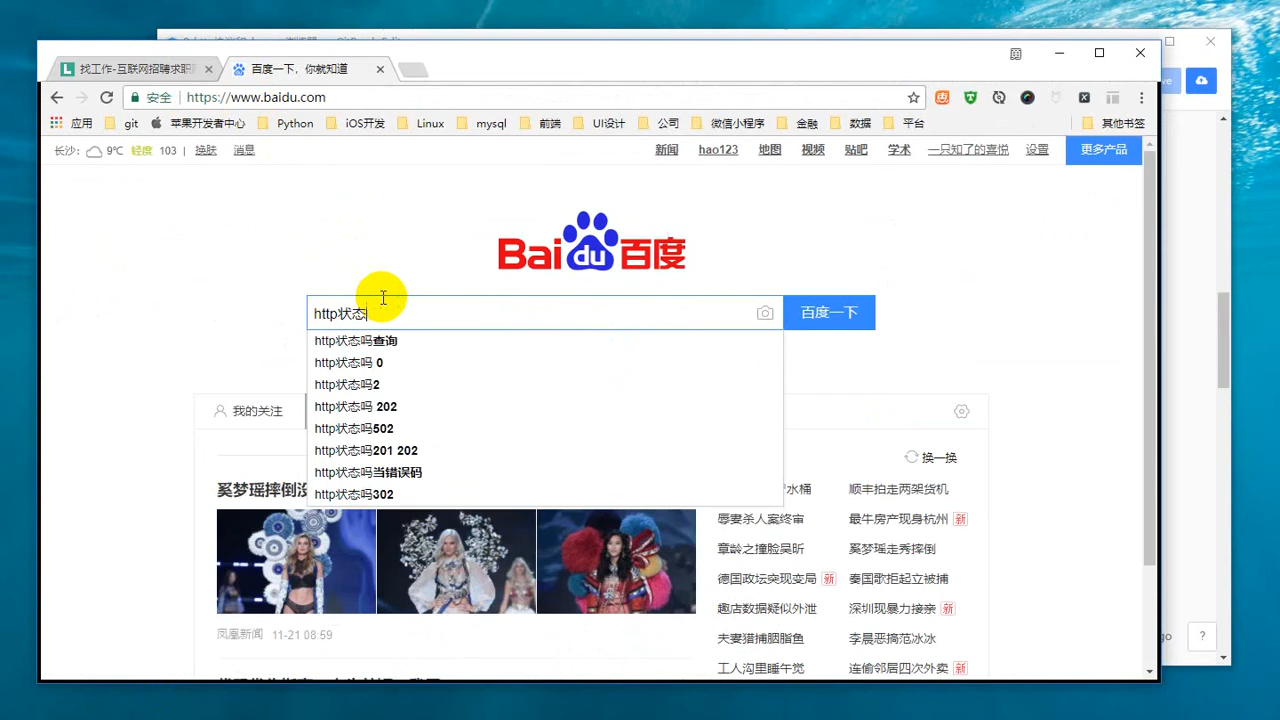 找工作-互联网招聘求职
百度一下，你就知道
安全 https://www.baidu.com
应用 git 苹果开发者中心 Python iOS开发 Linux mysql 前端 UI设计 公司 微信小程序 金融 数据 平台 其他书签
长沙: 9℃ 轻度 103 | 换肤 消息 新闻 hao123 地图 视频 贴吧 学术 一只知了的喜悦 设置 更多产品
Bai du 百度
http状态 百度一下
http状态吗查询
http状态吗 0
http状态吗2
http状态吗 202
http状态吗502
http状态吗201 202
http状态吗当错误码
http状态吗302
我的关注
换一换
奚梦瑶摔倒没
水桶 顺丰拍走两架货机
辱妻杀人案终审 最牛房产现身杭州 新
章龄之撞脸吴昕 奚梦瑶走秀摔倒
德国政坛突现变局 新 秦国歌拒起立被捕
趣店数据疑似外泄 深圳现暴力接亲 新
夫妻猎捕胭脂鱼 李晨恶搞范冰冰
工人沟里睡午觉 连偷邻居四次外卖 新
凤凰新闻 11-21 08:59